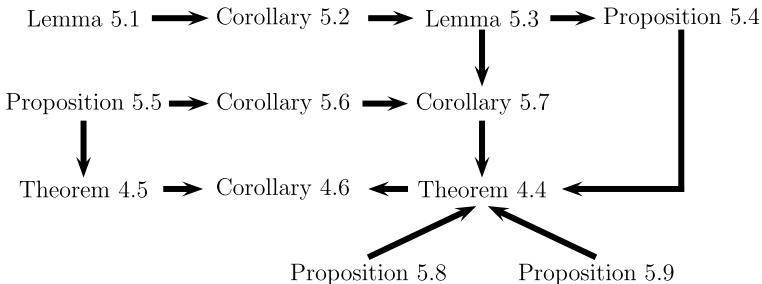 Lemma 5.1 Corollary 5.2 Lemma 5.3 Proposition 5.4
Proposition 5.5 Corollary 5.6 Corollary 5.7
Theorem 4.5 Corollary 4.6 Theorem 4.4
Proposition 5.8 Proposition 5.9